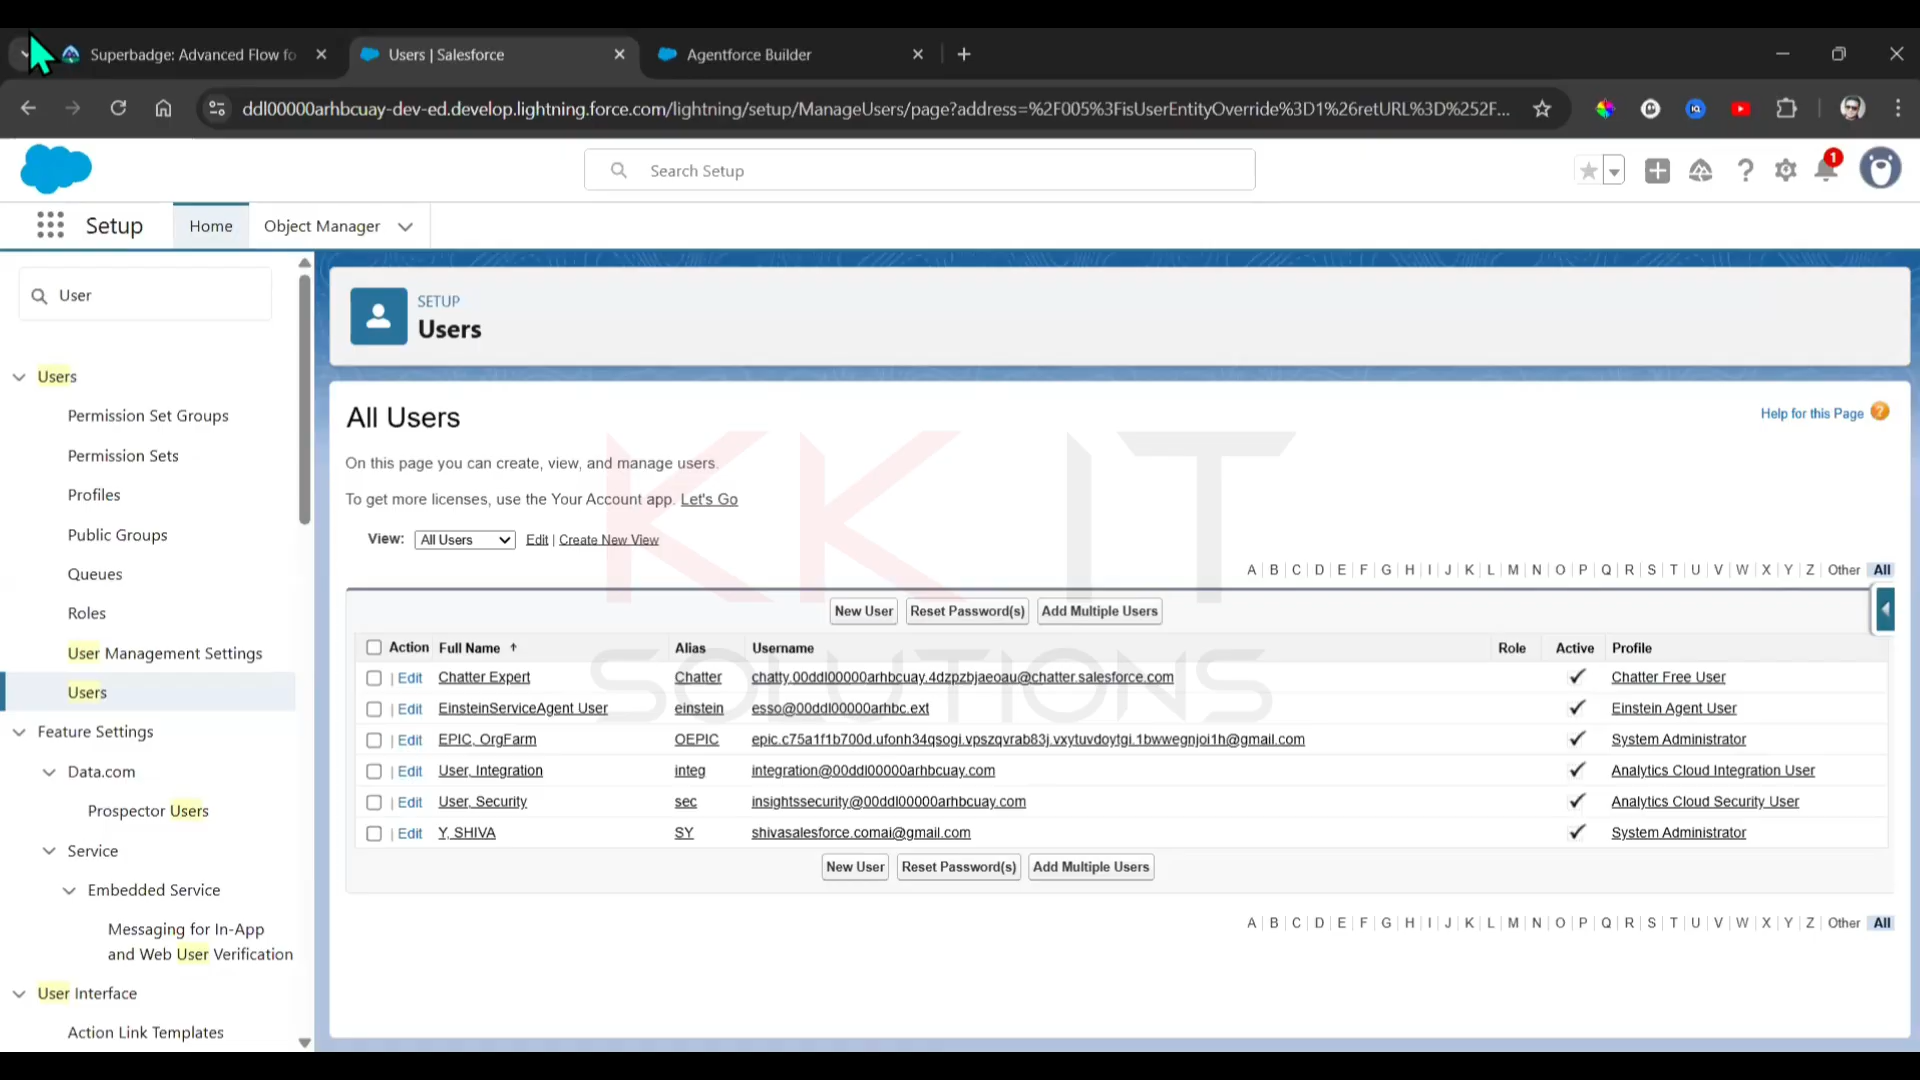 Superbadge: Advanced Flow fo
Users | Salesforce
Agentforce Builder
ddl00000arhbcuay-dev-ed.develop.lightning.force.com/lightning/setup/ManageUsers/page?address=%2F005%3FisUserEntityOverride%3D1%26retURL%3D%252F...
Search Setup
1
Setup
Home
Object Manager
User
Users
Permission Set Groups
Permission Sets
Profiles
Public Groups
Queues
Roles
User Management Settings
Users
Feature Settings
Data.com
Prospector Users
Service
Embedded Service
Messaging for In-App
and Web User Verification
User Interface
Action Link Templates
SETUP
Users
All Users
Help for this Page ?
On this page you can create, view, and manage users.
To get more licenses, use the Your Account app. Let's Go
View: All Users Edit | Create New View
A | B | C | D | E | F | G | H | I | J | K | L | M | N | O | P | Q | R | S | T | U | V | W | X | Y | Z | Other | All
New User Reset Password(s) Add Multiple Users
Action Full Name ↑ Alias Username Role Active Profile
| Edit Chatter Expert Chatter chatty.00ddl00000arhbcuay.4dzpzbjaeoau@chatter.salesforce.com ✓ Chatter Free User
| Edit EinsteinServiceAgent User einstein esso@00ddl00000arhbc.ext ✓ Einstein Agent User
| Edit EPIC, OrgFarm OEPIC epic.c75a1f1b700d.ufonh34qsogi.vpszqvrab83j.vxytuvdoytgi.1bwwegnjoi1h@gmail.com ✓ System Administrator
| Edit User, Integration integ integration@00ddl00000arhbcuay.com ✓ Analytics Cloud Integration User
| Edit User, Security sec insightssecurity@00ddl00000arhbcuay.com ✓ Analytics Cloud Security User
| Edit Y, SHIVA SY shivasalesforce.comai@gmail.com ✓ System Administrator
New User Reset Password(s) Add Multiple Users
A | B | C | D | E | F | G | H | I | J | K | L | M | N | O | P | Q | R | S | T | U | V | W | X | Y | Z | Other | All
KK IT
SOLUTIONS